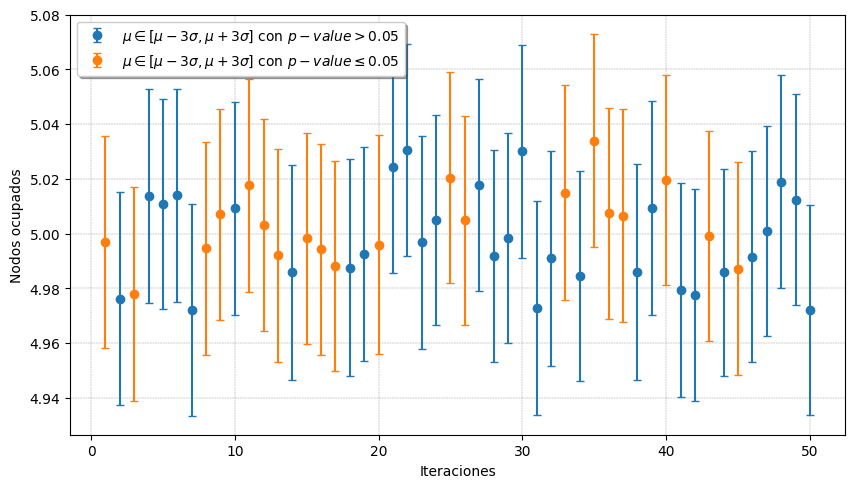 μ ∈ [μ − 3σ, μ + 3σ] con p − value > 0.05
μ ∈ [μ − 3σ, μ + 3σ] con p − value ≤ 0.05
5.08
5.06
5.04
5.02
5.00
4.98
4.96
4.94
Nodos ocupados
0 10 20 30 40 50
Iteraciones